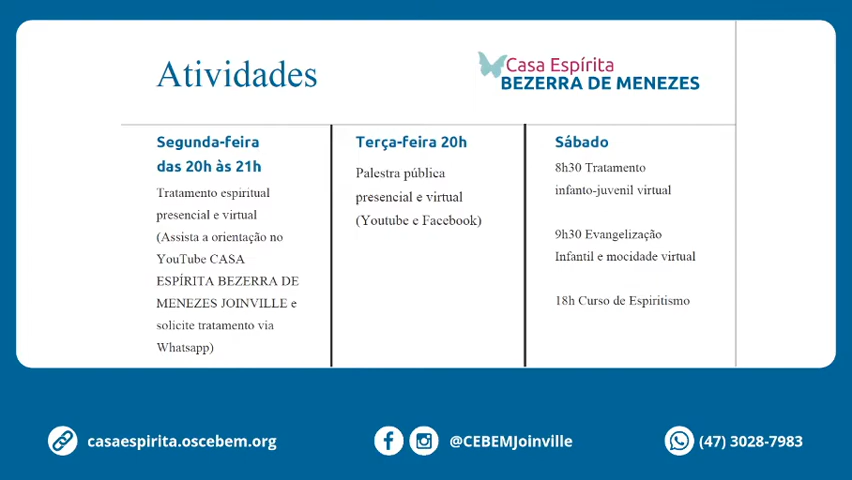 Atividades
Casa Espírita
BEZERRA DE MENEZES
Segunda-feira
das 20h às 21h
Tratamento espiritual
presencial e virtual
(Assista a orientação no
YouTube CASA
ESPÍRITA BEZERRA DE
MENEZES JOINVILLE e
solicite tratamento via
Whatsapp)
Terça-feira 20h
Palestra pública
presencial e virtual
(Youtube e Facebook)
Sábado
8h30 Tratamento
infanto-juvenil virtual
9h30 Evangelização
Infantil e mocidade virtual
18h Curso de Espiritismo
casaespirita.oscebem.org
@CEBEMJoinville
(47) 3028-7983